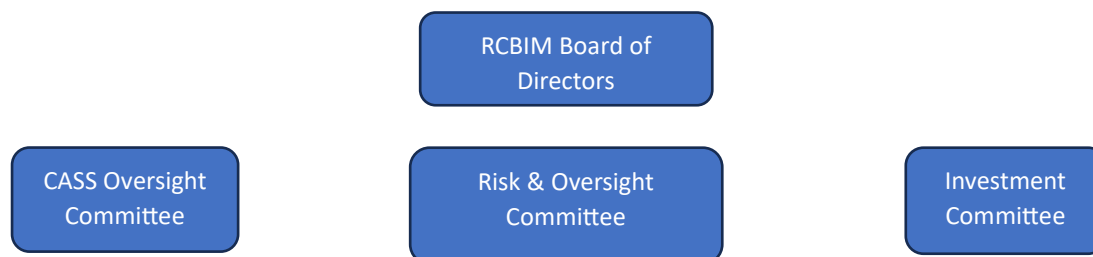 RCBIM Board of
Directors
CASS Oversight
Committee
Risk & Oversight
Committee
Investment
Committee